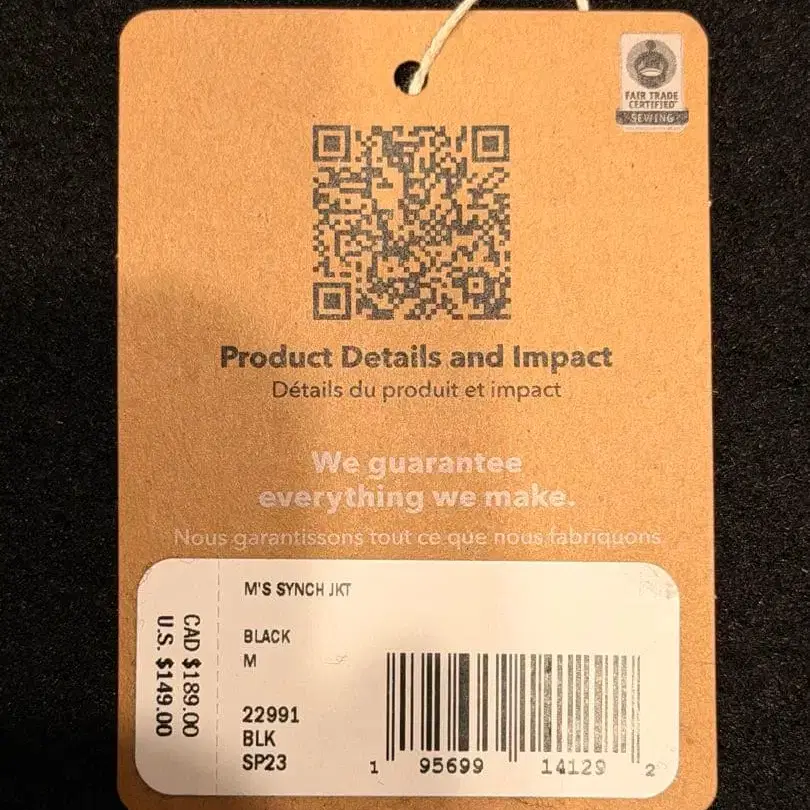 FAIR TRADE
CERTIFIED
SEWING
Product Details and Impact
Détails du produit et impact
We guarantee
everything we make.
Nous garantissons tout ce que nous fabriquons.
CAD $189.00
U.S. $149.00
M'S SYNCH JKT
BLACK
M
22991
BLK
SP23
1 95699 14129 2